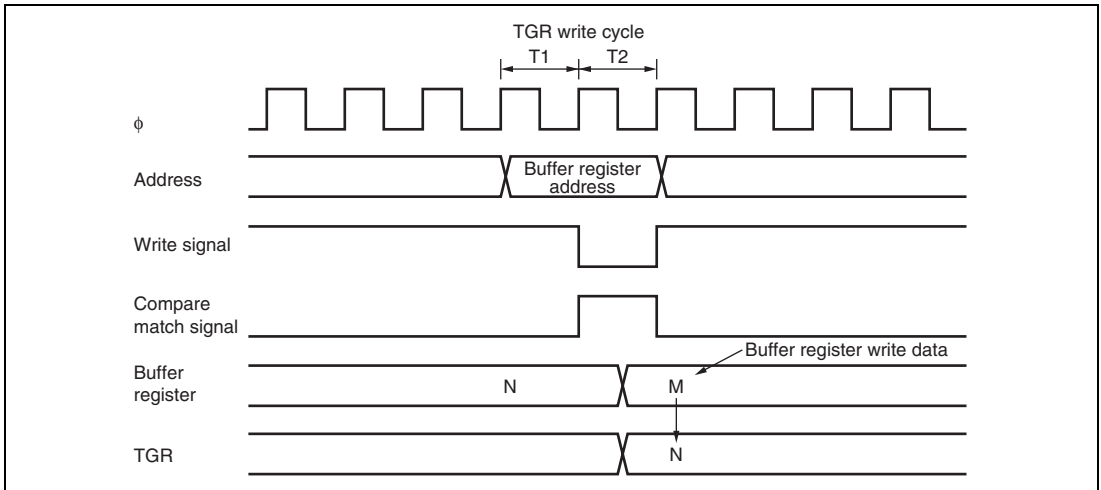 TGR write cycle
T1 T2
ϕ
Address
Buffer register
address
Write signal
Compare
match signal
Buffer register write data
Buffer
register
N M
TGR
N